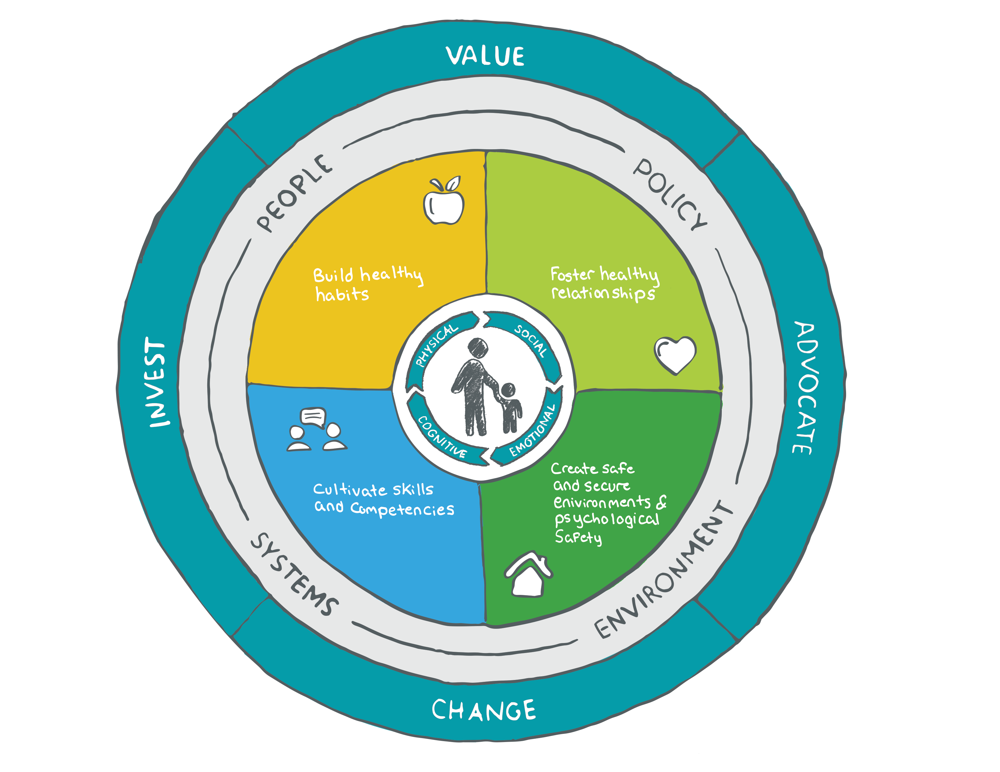 VALUE
PEOPLE
POLICY
Build healthy
habits
Foster healthy
relationships
PHYSICAL
SOCIAL
INVEST
ADVOCATE
COGNITIVE
EMOTIONAL
Cultivate skills
and Competencies
Create safe
and secure
enivironments &
psychological
Safety
SYSTEMS
ENVIRONMENT
CHANGE